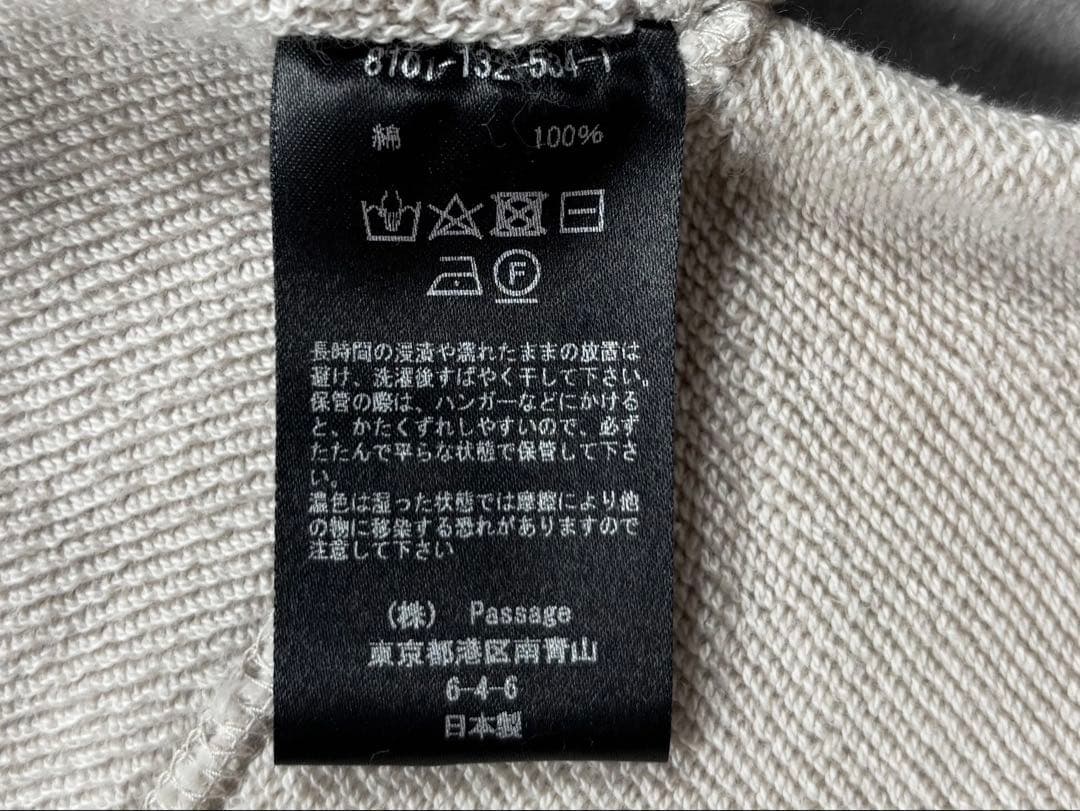 8101-132-534-1
綿 100%
F
長時間の浸漬や濡れたままの放置は
避け、洗濯後すばやく干して下さい。
保管の際は、ハンガーなどにかける
と、かたくずれしやすいので、必ず
たたんで平らな状態で保管して下さ
い。
濃色は湿った状態では摩擦により他
の物に移染する恐れがありますので
注意して下さい
(株) Passage
東京都港区南青山
6-4-6
日本製